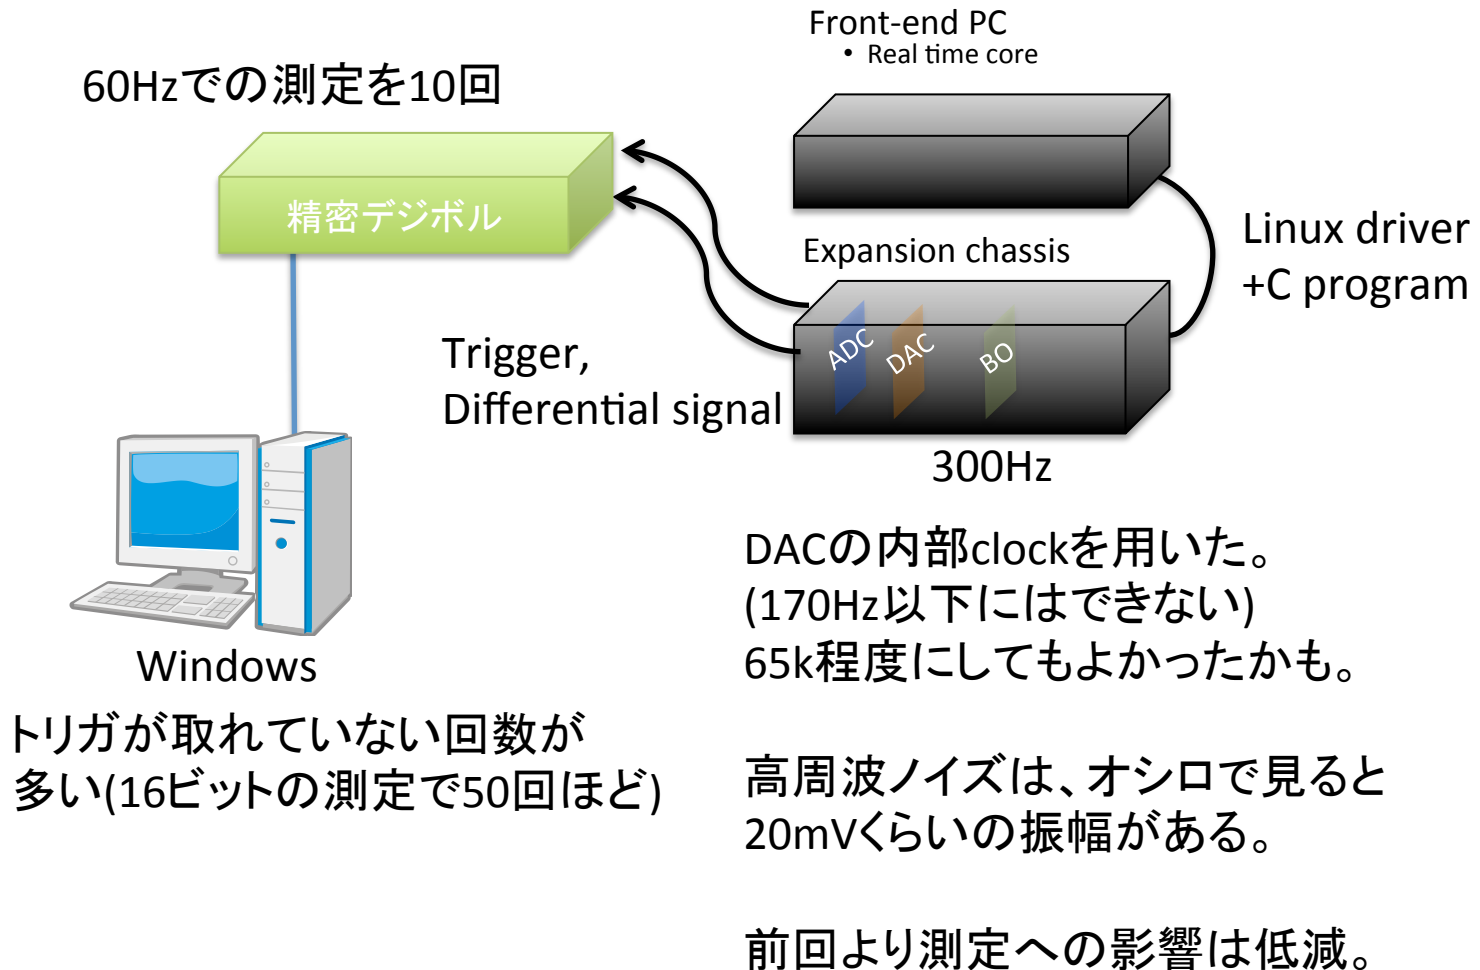 Front-end PC
• Real time core
60Hzでの測定を10回
精密デジボル
Expansion chassis
Linux driver
+C program
ADC
DAC
BO
Trigger,
Differential signal
300Hz
DACの内部clockを用いた。
(170Hz以下にはできない)
65k程度にしてもよかったかも。
Windows
トリガが取れていない回数が
多い(16ビットの測定で50回ほど)
高周波ノイズは、オシロで見ると
20mVくらいの振幅がある。
前回より測定への影響は低減。